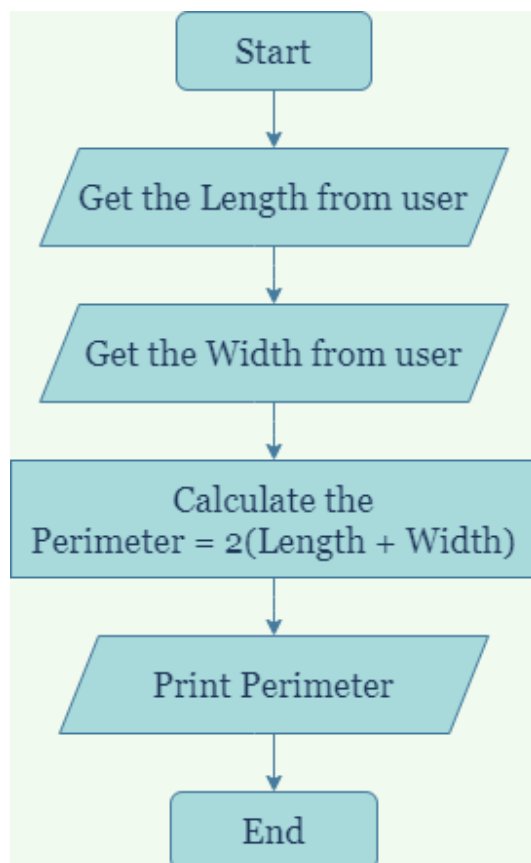 Start
Get the Length from user
Get the Width from user
Calculate the
Perimeter = 2(Length + Width)
Print Perimeter
End